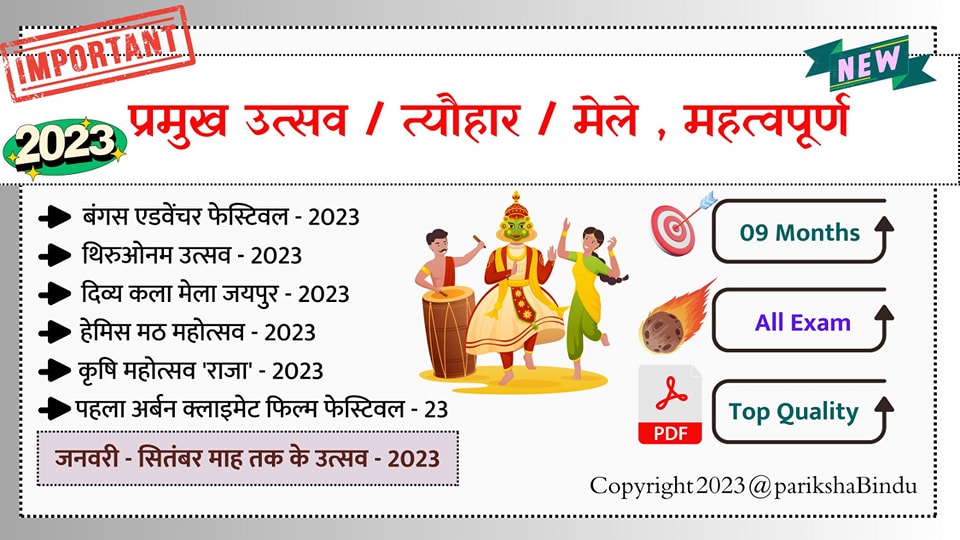 IMPORTANT
NEW
2023
प्रमुख उत्सव / त्यौहार / मेले , महत्वपूर्ण
बंगस एडवेंचर फेस्टिवल - 2023
थिरुओनम उत्सव - 2023
दिव्य कला मेला जयपुर - 2023
हेमिस मठ महोत्सव - 2023
कृषि महोत्सव 'राजा' - 2023
पहला अर्बन क्लाइमेट फिल्म फेस्टिवल - 23
जनवरी - सितंबर माह तक के उत्सव - 2023
09 Months
All Exam
PDF
Top Quality
Copyright2023@parikshaBindu